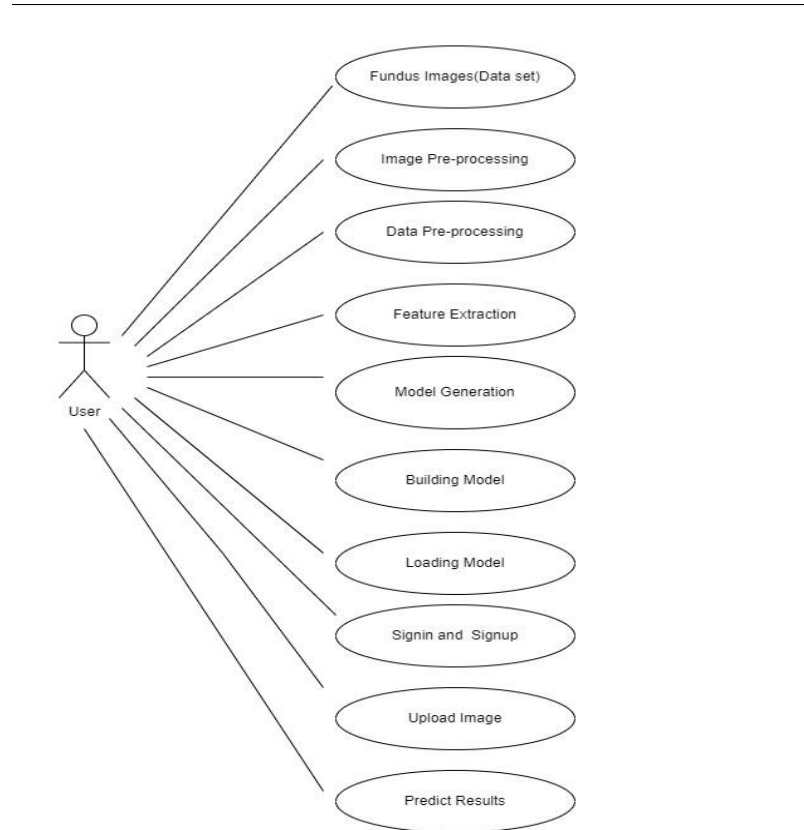 Fundus Images(Data set)
Image Pre-processing
Data Pre-processing
Feature Extraction
Model Generation
User
Building Model
Loading Model
Signin and Signup
Upload Image
Predict Results